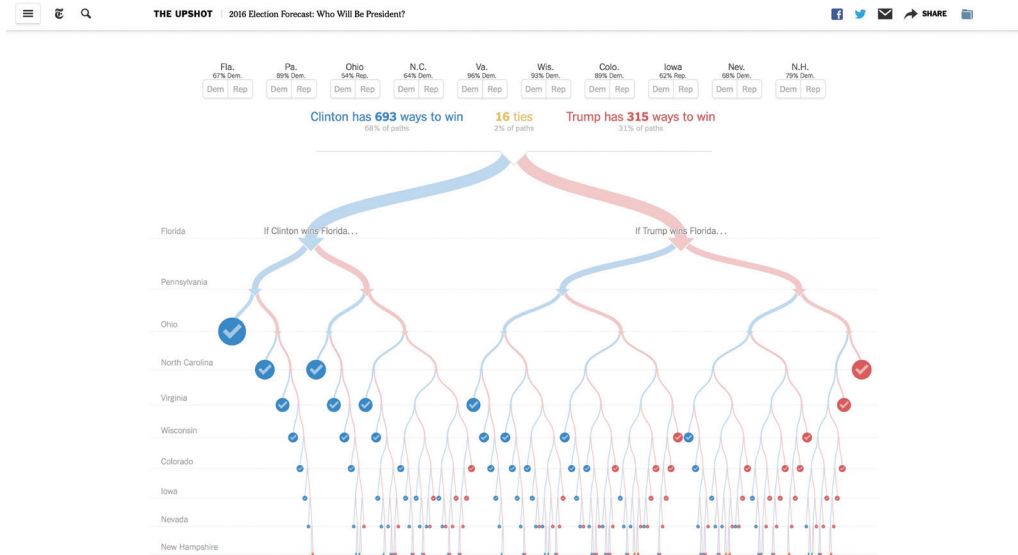 THE UPSHOT | 2016 Election Forecast: Who Will Be President?
SHARE
Fla. Pa. Ohio N.C. Va. Wis. Colo. Iowa Nev. N.H.
67% Dem. 89% Dem. 54% Rep. 64% Dem. 96% Dem. 93% Dem. 89% Dem. 62% Rep. 68% Dem. 79% Dem.
Dem Rep Dem Rep Dem Rep Dem Rep Dem Rep Dem Rep Dem Rep Dem Rep Dem Rep Dem Rep
Clinton has 693 ways to win 16 ties Trump has 315 ways to win
68% of paths 2% of paths 31% of paths
Florida If Clinton wins Florida... If Trump wins Florida...
Pennsylvania
Ohio
North Carolina
Virginia
Wisconsin
Colorado
Iowa
Nevada
New Hampshire